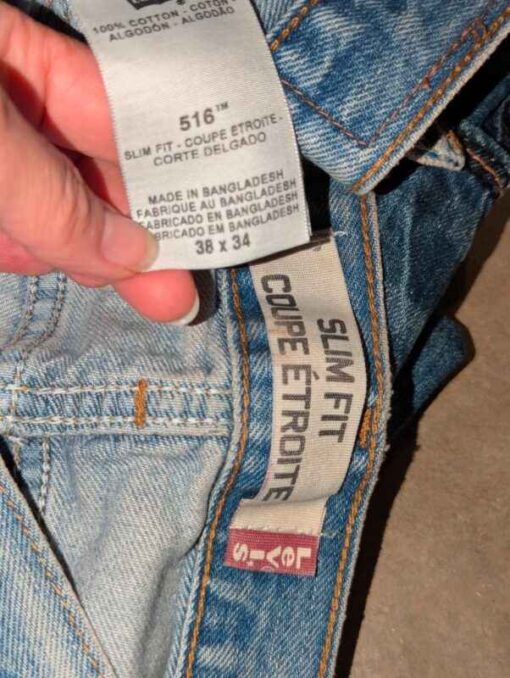 100% COTTON - COTON
ALGODÓN - ALGODÃO
516™
SLIM FIT - COUPE ETROITE -
CORTE DELGADO
MADE IN BANGLADESH
FABRIQUE AU BANGLADESH
FABRICADO EN BANGLADESH
FABRICADO EM BANGLADESH
38 x 34
SLIM FIT
COUPE ÉTROITE
Levi's